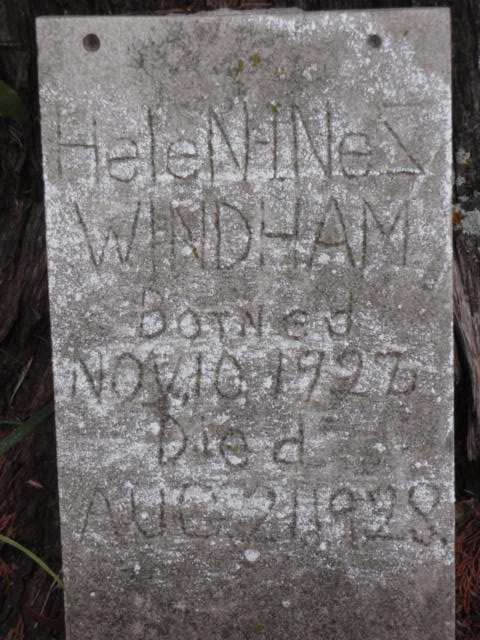 HeleN-INez
WINDHAM
BorNed
NOV, 10 1927
Died
AUG. 21, 1928.